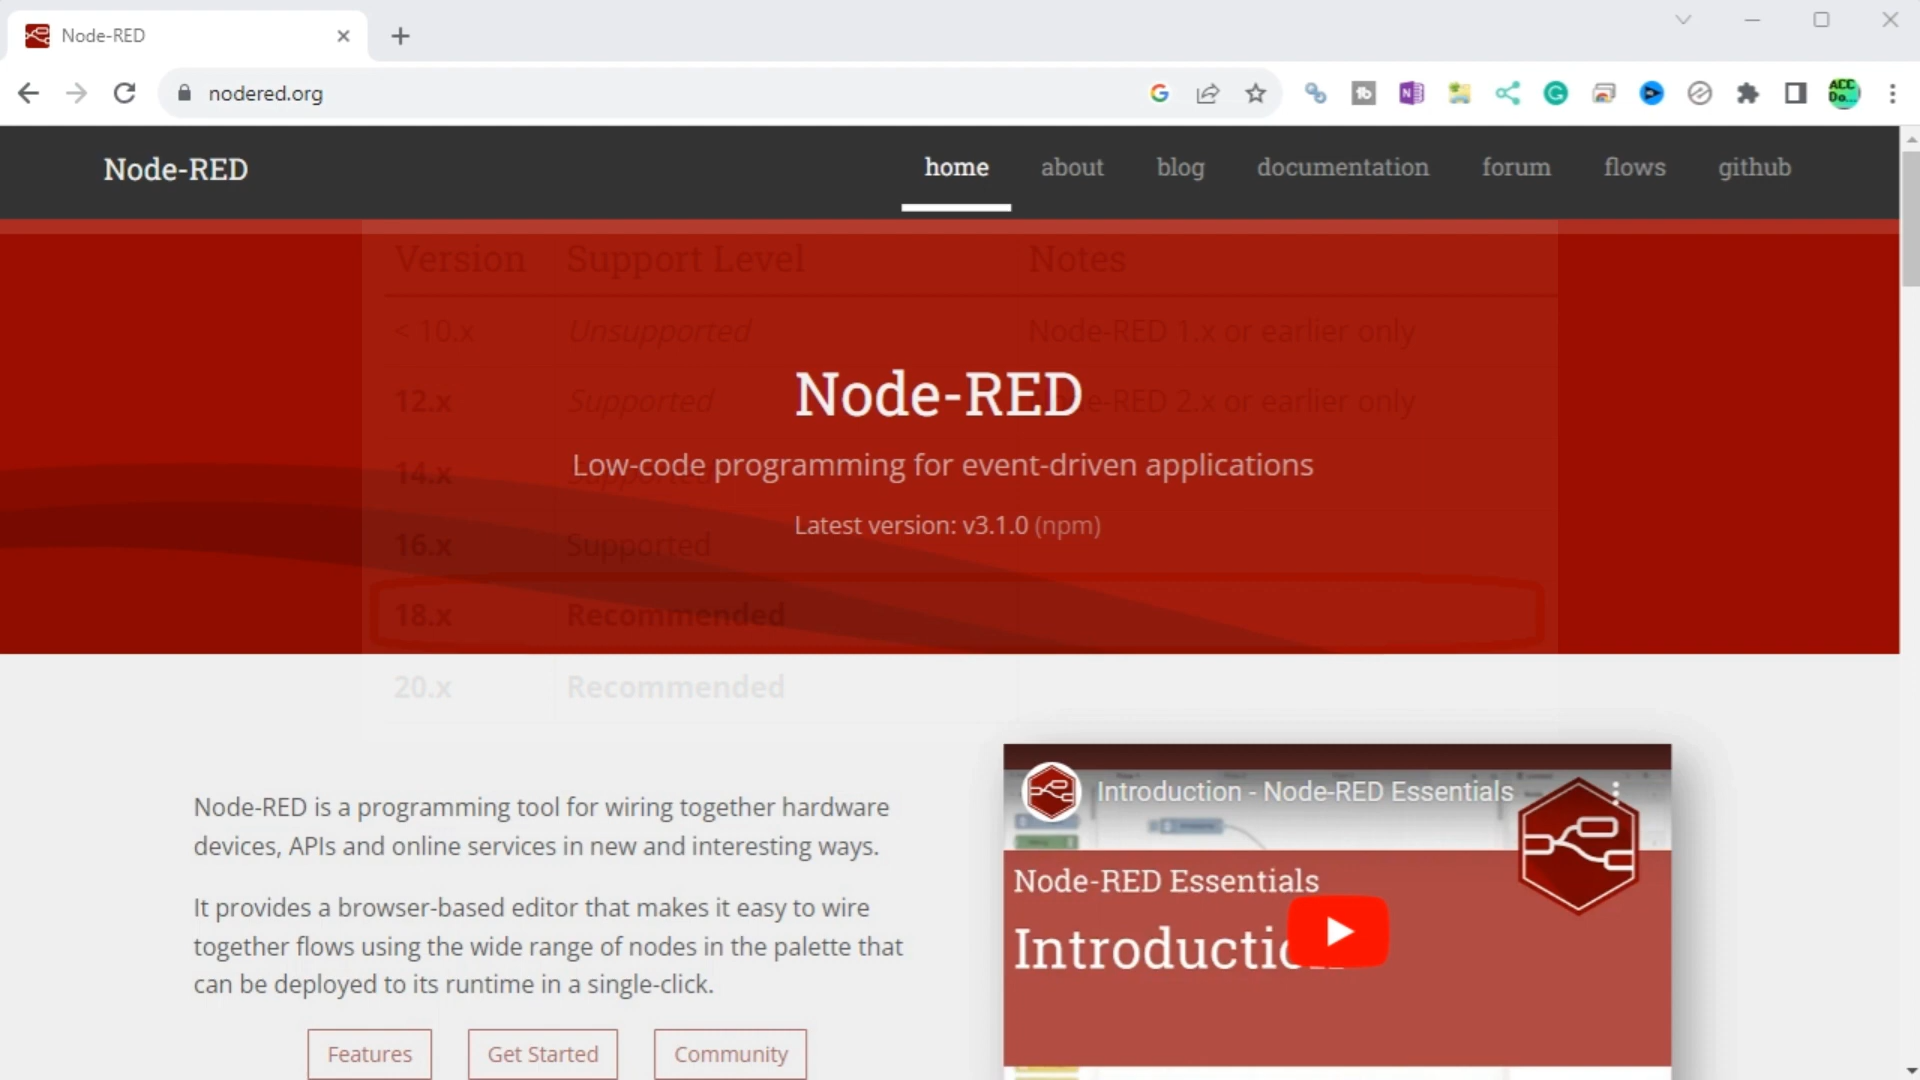 Node-RED
nodered.org
Node-RED
home
about
blog
documentation
forum
flows
github
Version
Support Level
Notes
< 10.x
Unsupported
Node-RED 1.x or earlier only
Node-RED
12.x
Supported
de-RED 2.x or earlier only
Low-code programming for event-driven applications
14.x
Supported
Latest version: v3.1.0 (npm)
16.x
Supported
18.x
Recommended
20.x
Recommended
Node-RED is a programming tool for wiring together hardware
devices, APIs and online services in new and interesting ways.
It provides a browser-based editor that makes it easy to wire
together flows using the wide range of nodes in the palette that
can be deployed to its runtime in a single-click.
Features
Get Started
Community
Introduction - Node-RED Essentials
Node-RED Essentials
Introduction